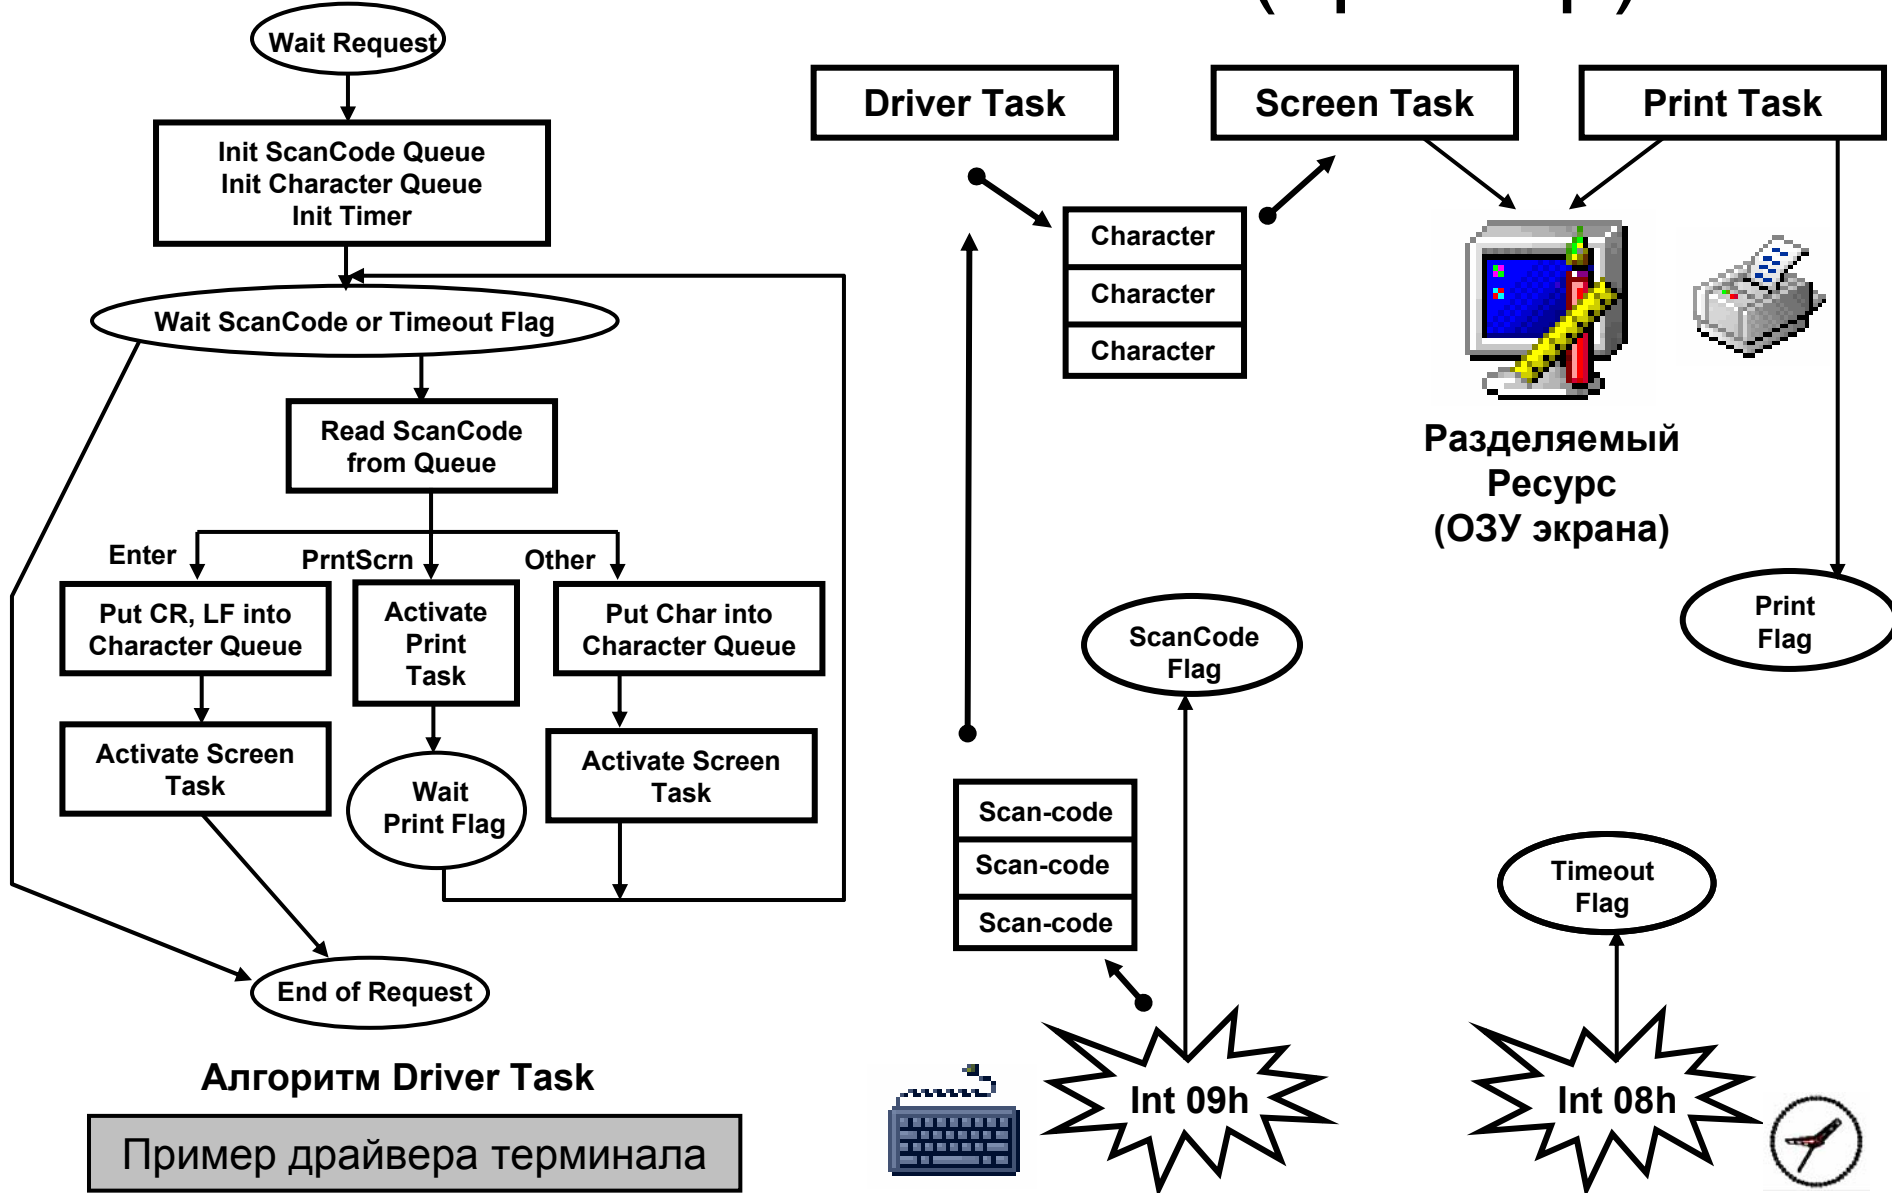 Wait Request
Init ScanCode Queue
Init Character Queue
Init Timer
Wait ScanCode or Timeout Flag
Read ScanCode
from Queue
Enter
PrntScrn
Other
Put CR, LF into
Character Queue
Activate
Print
Task
Put Char into
Character Queue
Activate Screen
Task
Wait
Print Flag
Activate Screen
Task
End of Request
Алгоритм Driver Task
Пример драйвера терминала
Driver Task
Screen Task
Print Task
Character
Character
Character
Разделяемый
Ресурс
(ОЗУ экрана)
ScanCode
Flag
Print
Flag
Scan-code
Scan-code
Scan-code
Timeout
Flag
Int 09h
Int 08h